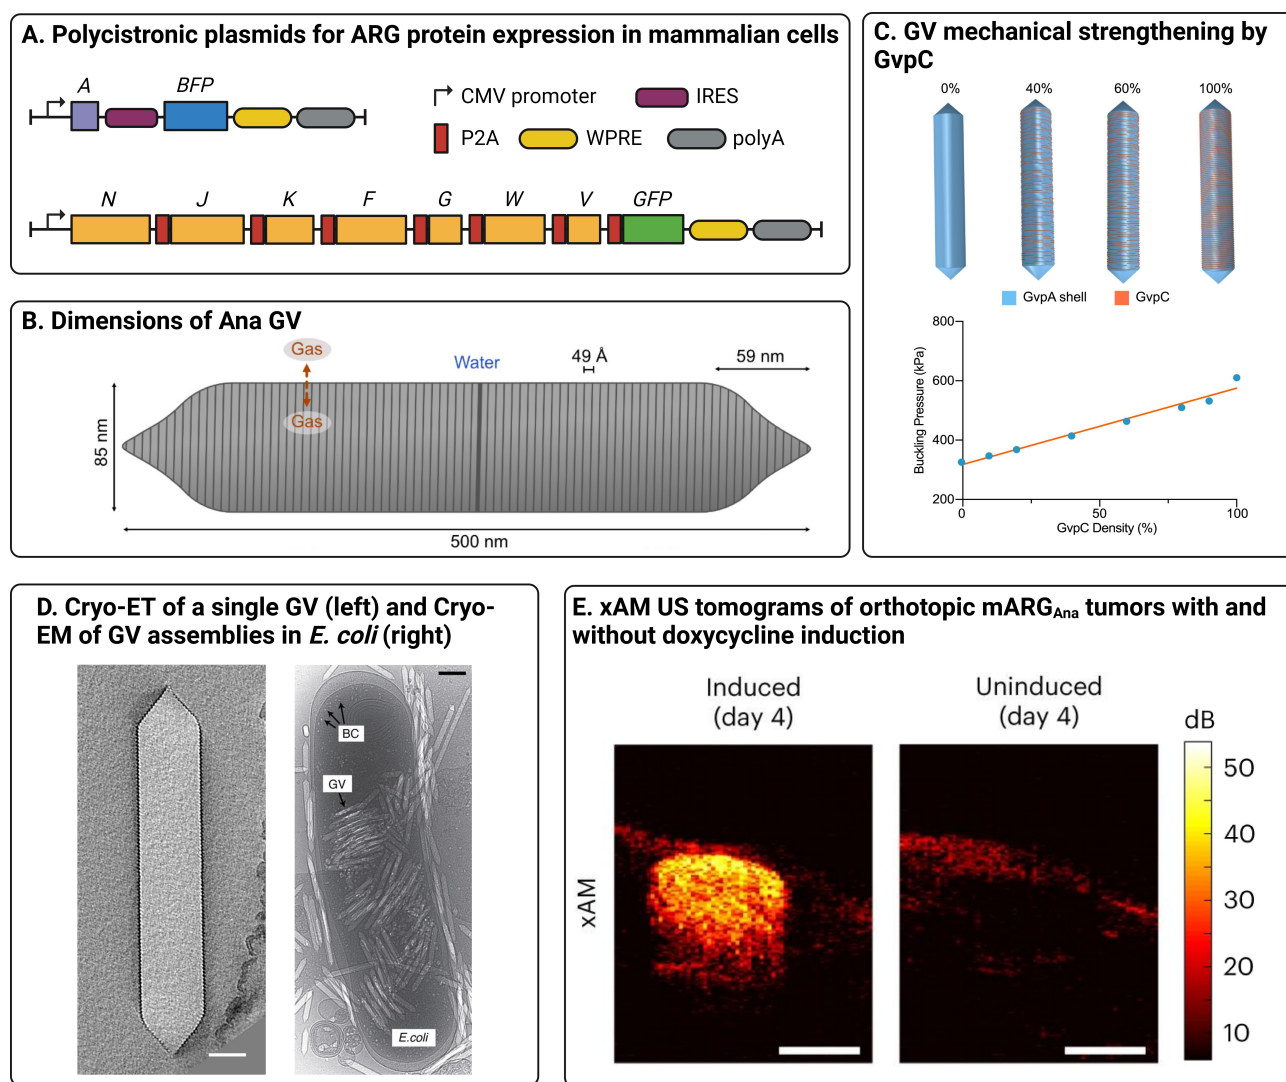 A. Polycistronic plasmids for ARG protein expression in mammalian cells
A
BFP
CMV promoter
IRES
P2A
WPRE
polyA
N
J
K
F
G
W
V
GFP
B. Dimensions of Ana GV
Gas
Gas
Water
49 Å
59 nm
85 nm
500 nm
C. GV mechanical strengthening by
GvpC
0%
40%
60%
100%
GvpA shell
GvpC
Buckling Pressure (kPa)
800
600
400
200
0
50
100
GvpC Density (%)
D. Cryo-ET of a single GV (left) and Cryo-
EM of GV assemblies in E. coli (right)
BC
GV
E.coli
E. xAM US tomograms of orthotopic mARGAna tumors with and
without doxycycline induction
Induced
(day 4)
Uninduced
(day 4)
xAM
dB
50
40
30
20
10